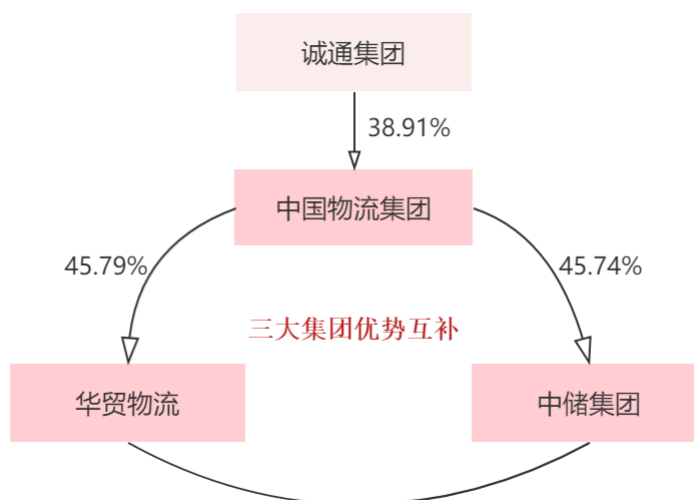 诚通集团
38.91%
中国物流集团
45.79%
45.74%
三大集团优势互补
华贸物流
中储集团